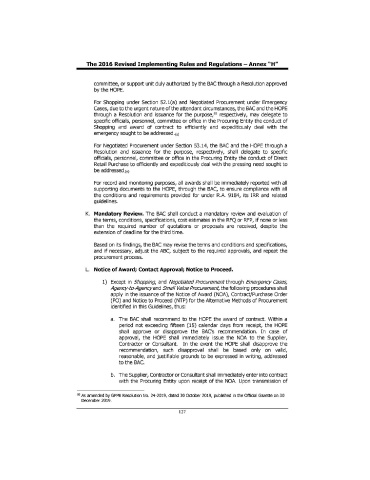 The 2016 Revised Implementing Rules and Regulations – Annex “H”
committee, or support unit duly authorized by the BAC through a Resolution approved
by the HOPE.
For Shopping under Section 52.1(a) and Negotiated Procurement under Emergency
Cases, due to the urgent nature of the attendant circumstances, the BAC and the HOPE
through a Resolution and issuance for the purpose, respectively, may delegate to
specific officials, personnel, committee or office in the Procuring Entity the conduct of
Shopping and award of contract to efficiently and expeditiously deal with the
emergency sought to be addressed.
For Negotiated Procurement under Section 53.14, the BAC and the HOPE through a
Resolution and issuance for the purpose, respectively, shall delegate to specific
officials, personnel, committee or office in the Procuring Entity the conduct of Direct
Retail Purchase to efficiently and expeditiously deal with the pressing need sought to
be addressed.
For record and monitoring purposes, all awards shall be immediately reported with all
supporting documents to the HOPE, through the BAC, to ensure compliance with all
the conditions and requirements provided for under R.A. 9184, its IRR and related
guidelines.
K. Mandatory Review. The BAC shall conduct a mandatory review and evaluation of
the terms, conditions, specifications, cost estimates in the RFQ or RFP, if none or less
than the required number of quotations or proposals are received, despite the
extension of deadline for the third time.
Based on its findings, the BAC may revise the terms and conditions and specifications,
and if necessary, adjust the ABC, subject to the required approvals, and repeat the
procurement process.
L. Notice of Award; Contact Approval; Notice to Proceed.
1) Except in Shopping, and Negotiated Procurement through Emergency Cases,
Agency-to-Agency and Small Value Procurement, the following procedures shall
apply in the issuance of the Notice of Award (NOA), Contract/Purchase Order
(PO) and Notice to Proceed (NTP) for the Alternative Methods of Procurement
identified in this Guidelines, thus:
a. The BAC shall recommend to the HOPE the award of contract. Within a
period not exceeding fifteen (15) calendar days from receipt, the HOPE
shall approve or disapprove the BAC’s recommendation. In case of
approval, the HOPE shall immediately issue the NOA to the Supplier,
Contractor or Consultant. In the event the HOPE shall disapprove the
recommendation, such disapproval shall be based only on valid,
reasonable, and justifiable grounds to be expressed in writing, addressed
to the BAC.
b. The Supplier, Contractor or Consultant shall immediately enter into contract
with the Procuring Entity upon receipt of the NOA. Upon transmission of
As amended by GPPB Resolution No. 24-2019, dated 30 October 2019, published in the Official Gazette on 30
December 2019.
127